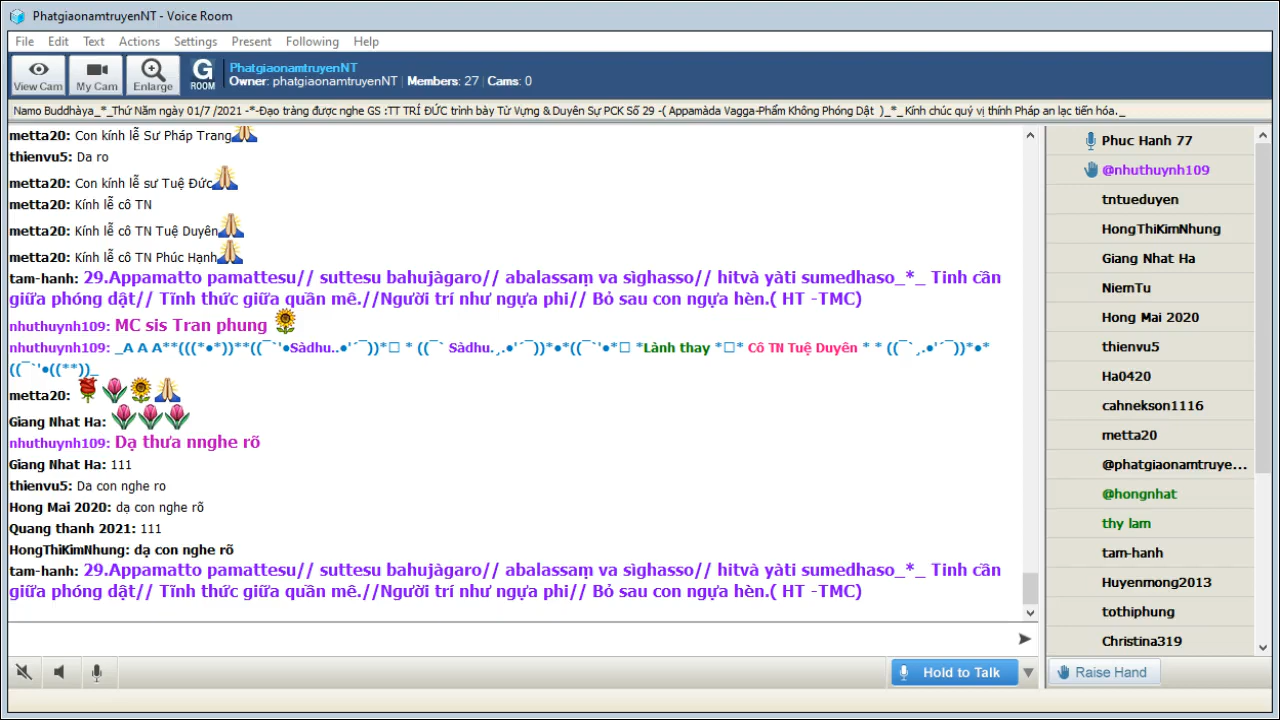 PhatgiaonamtruyenNT - Voice Room
File Edit Text Actions Settings Present Following Help
View Cam My Cam Enlarge G ROOM
PhatgiaonamtruyenNT
Owner: phatgiaonamtruyenNT | Members: 27 | Cams: 0
Namo Buddhàya_*_Thứ Năm ngày 01/7 /2021 -*-Đạo tràng được nghe GS :TT TRÍ ĐỨC trình bày Từ Vựng & Duyên Sự PCK Số 29 -( Appamàda Vagga-Phẩm Không Phóng Dật )_*_Kính chúc quý vị thính Pháp an lạc tiến hóa._
metta20: Con kính lễ Sư Pháp Trang
thienvu5: Da ro
metta20: Con kính lễ sư Tuệ Đức
metta20: Kính lễ cô TN
metta20: Kính lễ cô TN Tuệ Duyên
metta20: Kính lễ cô TN Phúc Hạnh
tam-hanh: 29.Appamatto pamattesu// suttesu bahujàgaro// abalassaṃ va sìghasso// hitvà yàti sumedhaso_*_ Tinh cần
giữa phóng dật// Tĩnh thức giữa quần mê.//Người trí như ngựa phi// Bỏ sau con ngựa hèn.( HT -TMC)
nhuthuynh109: MC sis Tran phung
nhuthuynh109: _A A A**(((*•*))**((¯`'•Sàdhu..•'´¯))*□ * ((¯` Sàdhu.¸.•'´¯))*•*((¯`'•*□ *Lành thay *□* Cô TN Tuệ Duyên * * ((¯`¸.•'´¯))*•*
((¯`'•((**))_
metta20:
Giang Nhat Ha:
nhuthuynh109: Dạ thưa nnghe rõ
Giang Nhat Ha: 111
thienvu5: Da con nghe ro
Hong Mai 2020: dạ con nghe rõ
Quang thanh 2021: 111
HongThiKimNhung: dạ con nghe rõ
tam-hanh: 29.Appamatto pamattesu// suttesu bahujàgaro// abalassaṃ va sìghasso// hitvà yàti sumedhaso_*_ Tinh cần
giữa phóng dật// Tĩnh thức giữa quần mê.//Người trí như ngựa phi// Bỏ sau con ngựa hèn.( HT -TMC)
Hold to Talk
Phuc Hanh 77
@nhuthuynh109
tntueduyen
HongThiKimNhung
Giang Nhat Ha
NiemTu
Hong Mai 2020
thienvu5
Ha0420
cahnekson1116
metta20
@phatgiaonamtruye...
@hongnhat
thy lam
tam-hanh
Huyenmong2013
tothiphung
Christina319
Raise Hand